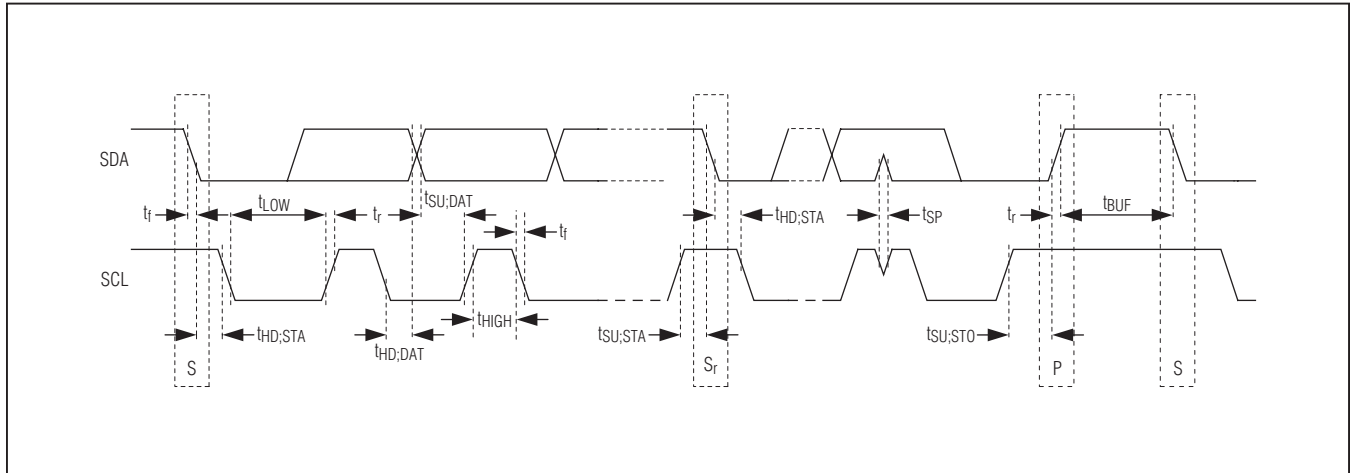 SDA
tf
tLOW
tr
tSU;DAT
tf
tHD;STA
tSP
tr
tBUF
SCL
tHD;STA
tHD;DAT
tHIGH
tSU;STA
tSU;STO
S
Sr
P
S